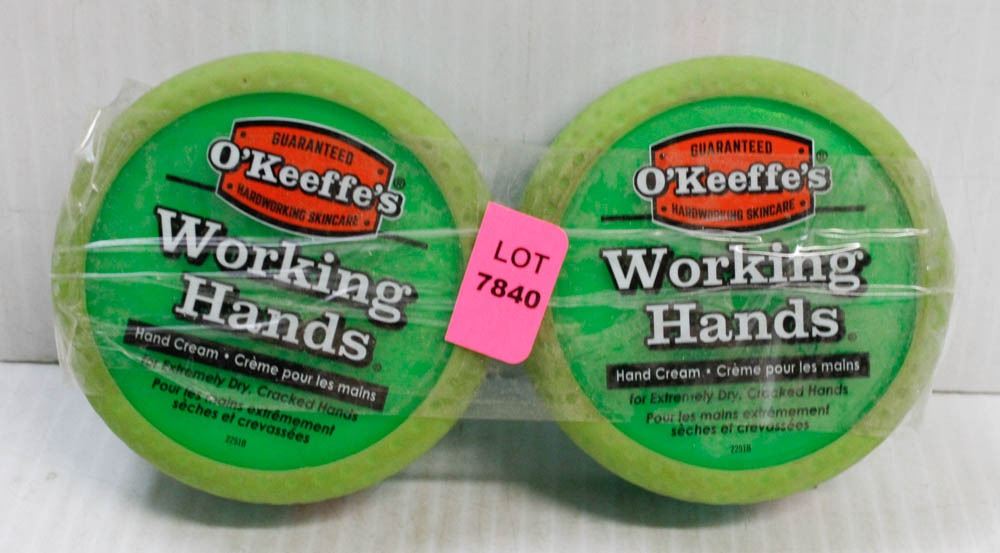 GUARANTEED
O'Keeffe's®
HARDWORKING SKINCARE
Working
Hands®
Hand Cream • Crème pour les mains
for Extremely Dry, Cracked Hands
Pour les mains extrêmement
sèches et crevassées
2251B
LOT
7840
GUARANTEED
O'Keeffe's®
HARDWORKING SKINCARE
Working
Hands®
Hand Cream • Crème pour les mains
for Extremely Dry, Cracked Hands
Pour les mains extrêmement
sèches et crevassées
2251B